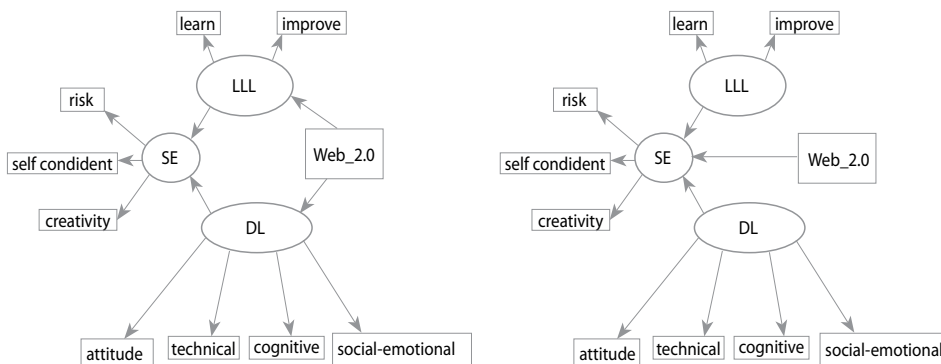 learn
improve
LLL
risk
SE
self condident
Web_2.0
creativity
DL
attitude
technical
cognitive
social-emotional
learn
improve
LLL
risk
SE
self condident
Web_2.0
creativity
DL
attitude
technical
cognitive
social-emotional